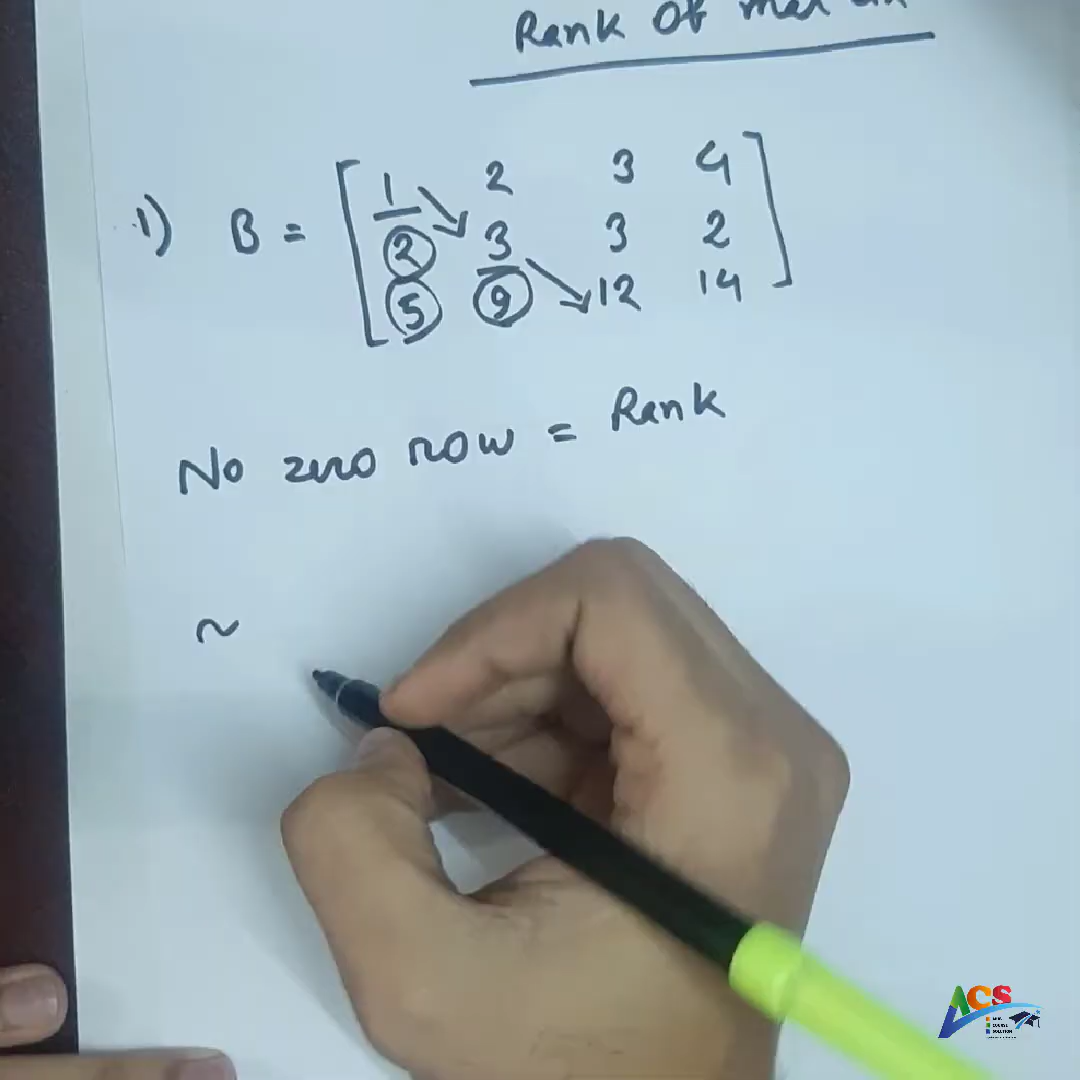 Rank Of
1) B = [ 1 2 3 4
2 3 3 2
5 9 12 14 ]
No zero row = Rank
~
ACS